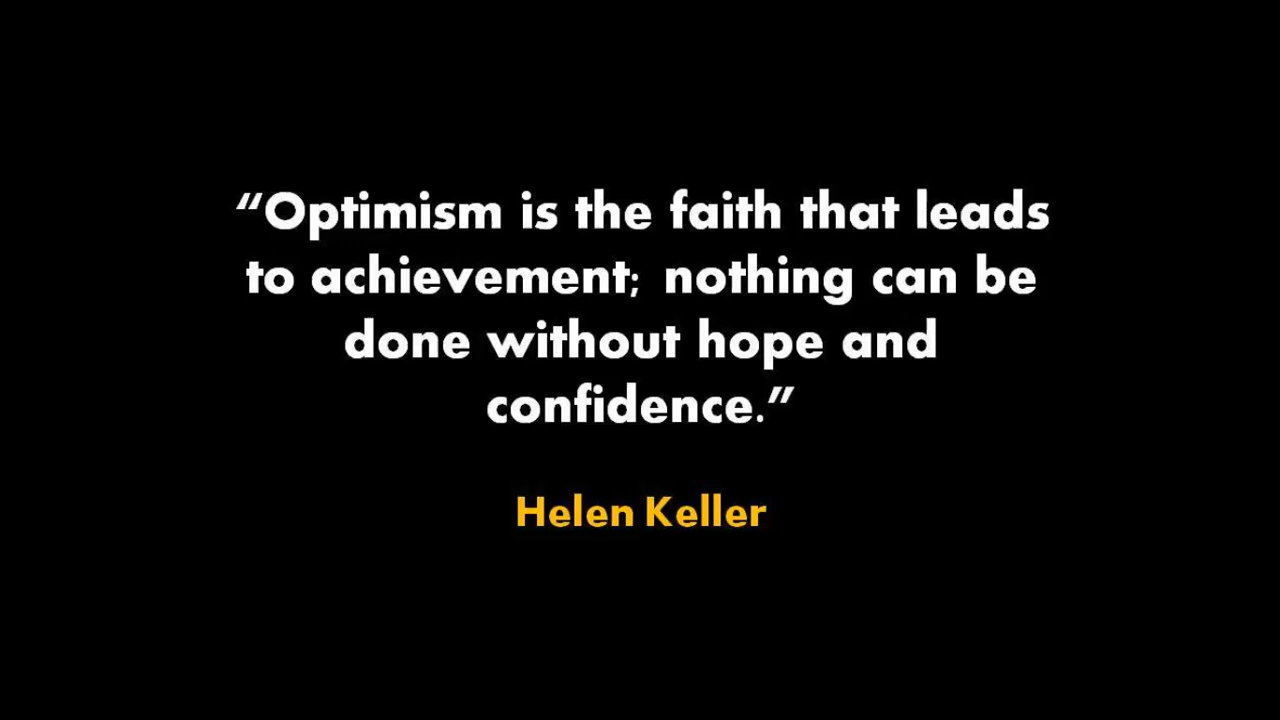 “Optimism is the faith that leads
to achievement; nothing can be
done without hope and
confidence.”
Helen Keller